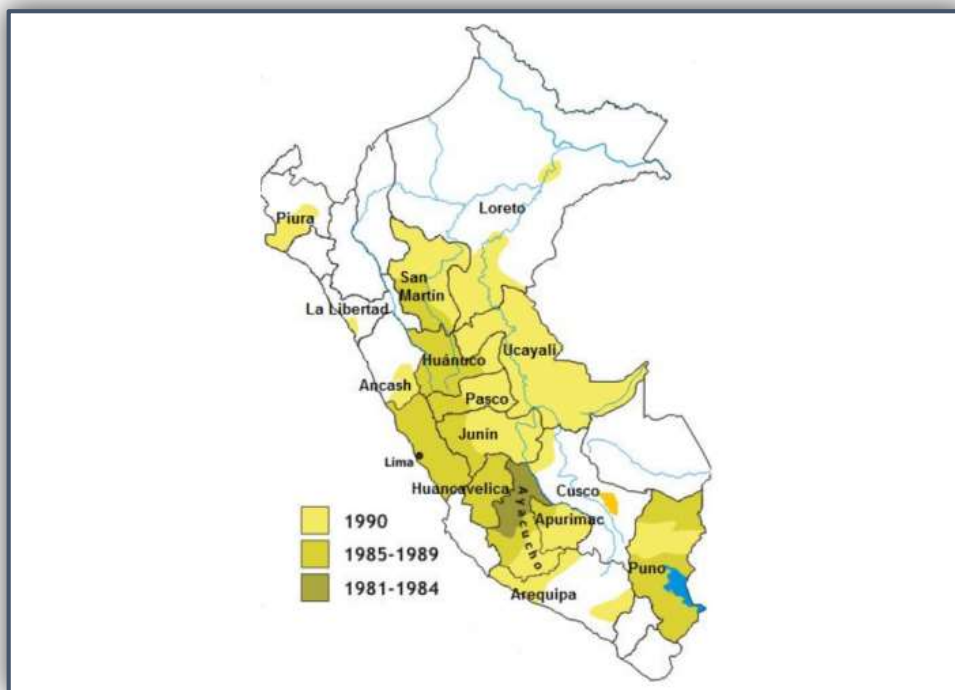 Loreto
Piura
San
Martín
La Libertad
Ucayali
Huánuco
Ancash
Pasco
Junín
Lima
Huancavelica
Cusco
Ayacucho
Apurimac
1990
1985-1989
Puno
1981-1984
Arequipa